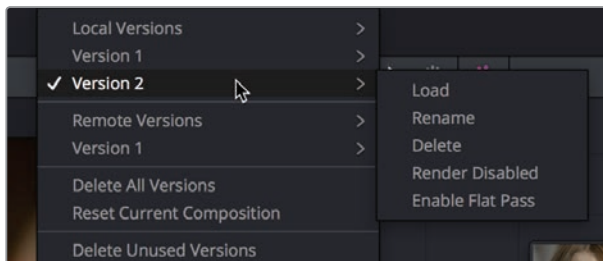 Local Versions
Version 1
Version 2
Remote Versions
Version 1
Delete All Versions
Reset Current Composition
Delete Unused Versions
Load
Rename
Delete
Render Disabled
Enable Flat Pass